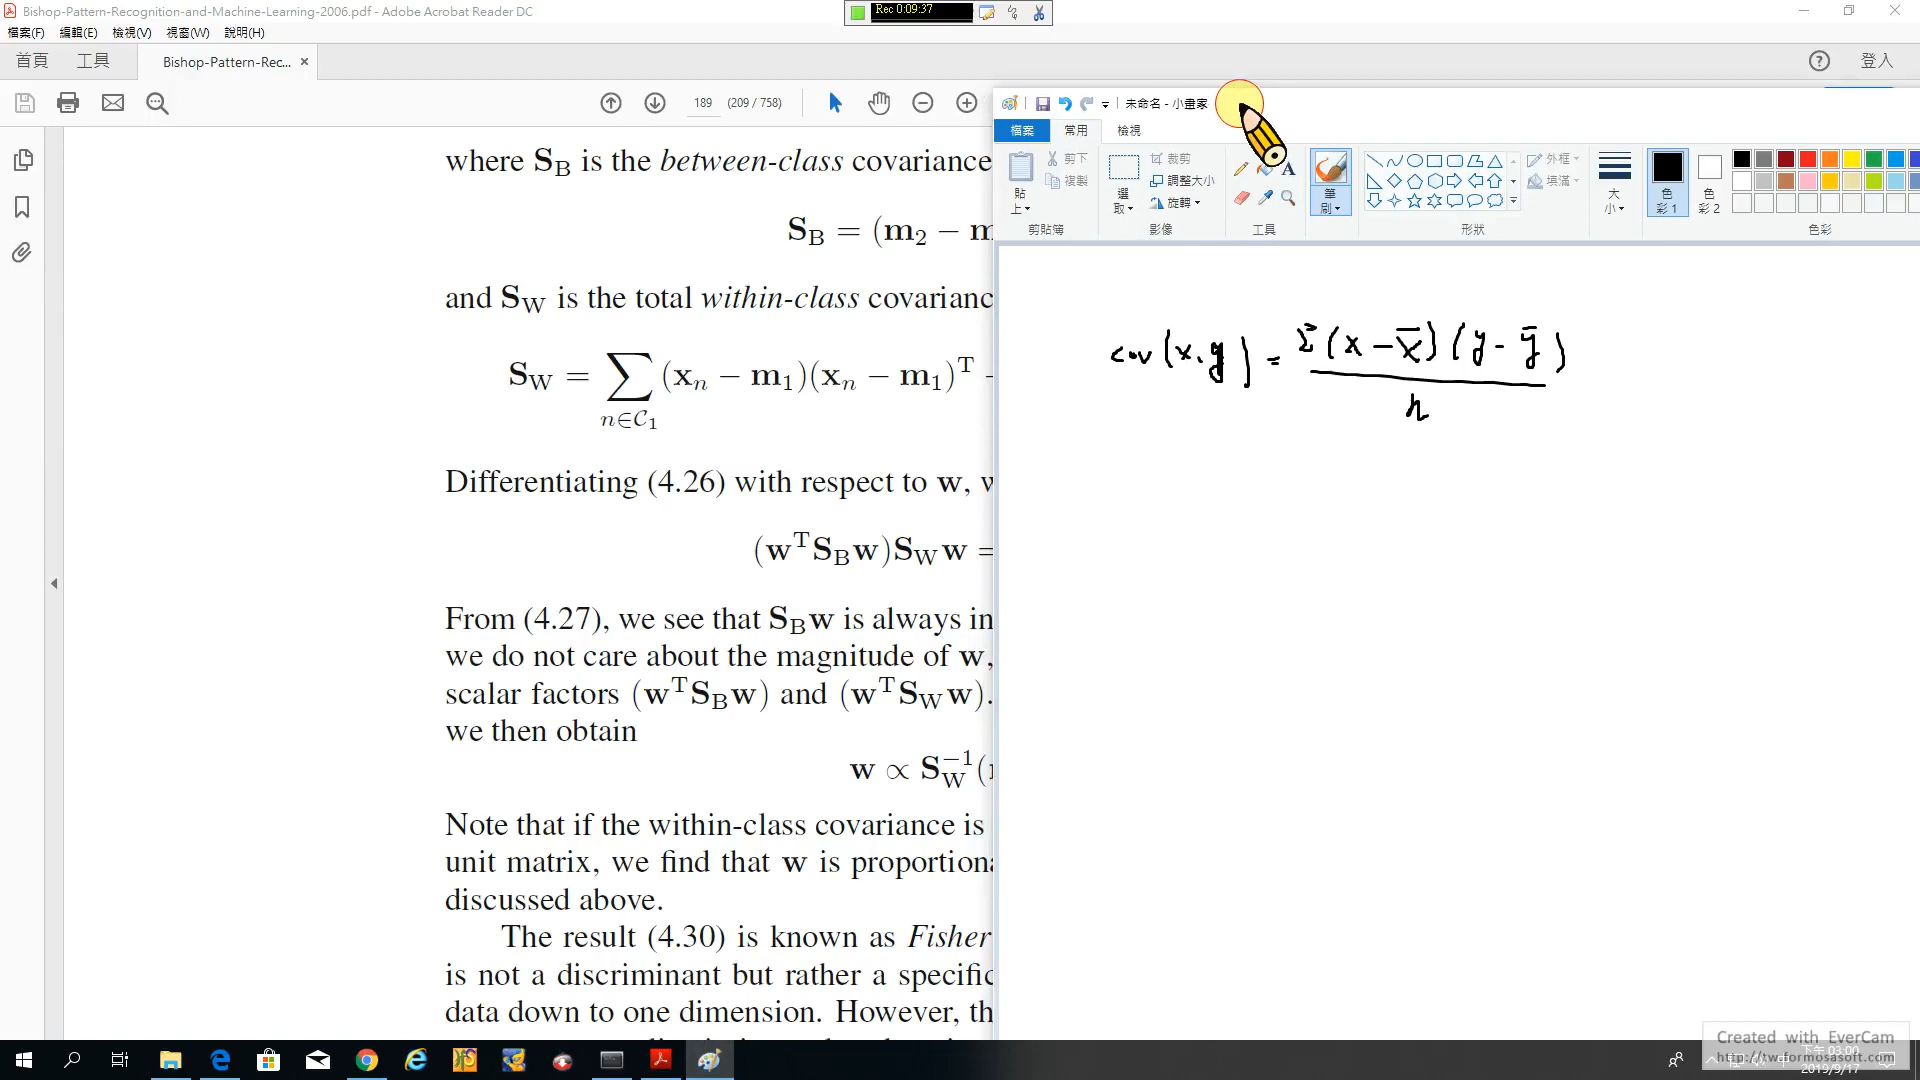 Bishop-Pattern-Recognition-and-Machine-Learning-2006.pdf - Adobe Acrobat Reader DC
Rec 0:09:37
檔案(F) 編輯(E) 檢視(V) 視窗(W) 說明(H)
首頁 工具 Bishop-Pattern-Rec... × 登入
189 (209 / 758)
where S_B is the between-class covariance
S_B = (m_2 − m
and S_W is the total within-class covarianc
S_W = ∑_{n∈C_1} (x_n − m_1)(x_n − m_1)^T
Differentiating (4.26) with respect to w, w
(w^T S_B w)S_W w =
From (4.27), we see that S_B w is always in
we do not care about the magnitude of w,
scalar factors (w^T S_B w) and (w^T S_W w).
we then obtain
w ∝ S_W^{−1}(
Note that if the within-class covariance is
unit matrix, we find that w is proportiona
discussed above.
The result (4.30) is known as Fisher
is not a discriminant but rather a specific
data down to one dimension. However, th
未命名 - 小畫家
檔案 常用 檢視
貼上 剪下 複製 選取 裁剪 調整大小 旋轉 A 筆刷 外框 填滿 大小 色彩 1 色彩 2
剪貼簿 影像 工具 形狀 色彩
cov(x,y) = Σ(x − x̄)(y − ȳ)
n
Created with EverCam
http://tw.formosasoft.com
下午 03:00
2019/9/17